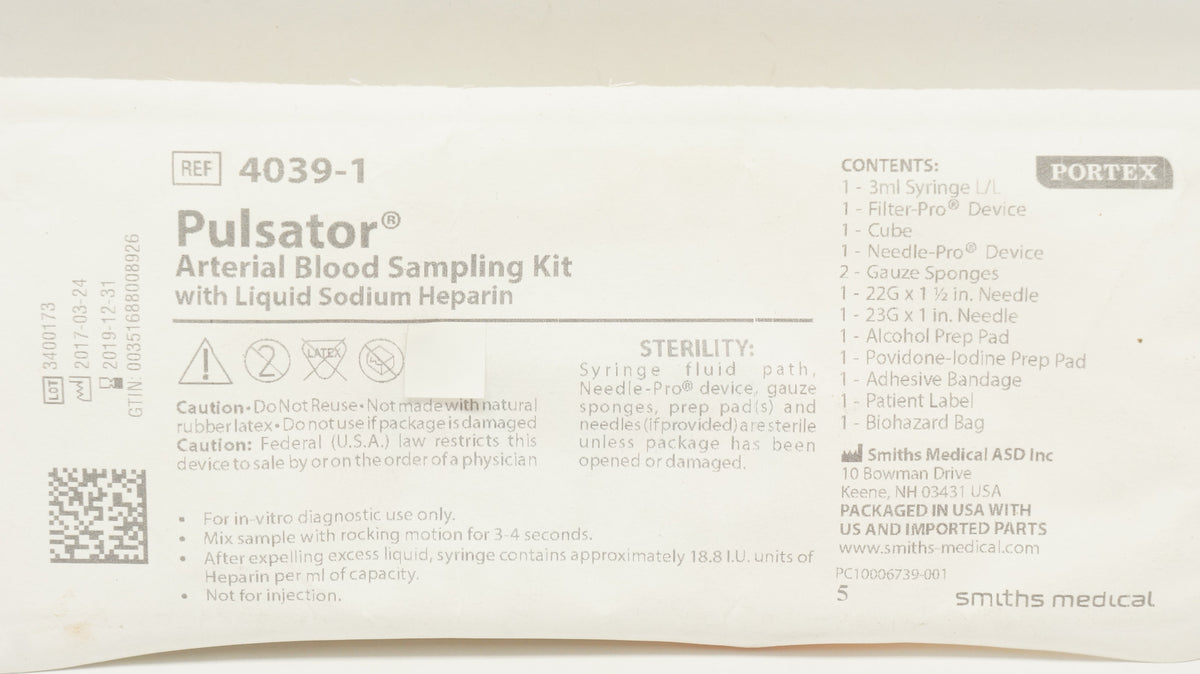 REF 4039-1
Pulsator®
Arterial Blood Sampling Kit
with Liquid Sodium Heparin
2
LATEX
Caution • Do Not Reuse • Not made with natural
rubber latex • Do not use if package is damaged
Caution: Federal (U.S.A.) law restricts this
device to sale by or on the order of a physician
STERILITY:
Syringe fluid path,
Needle-Pro® device, gauze
sponges, prep pad(s) and
needles (if provided) are sterile
unless package has been
opened or damaged.
• For in-vitro diagnostic use only.
• Mix sample with rocking motion for 3-4 seconds.
• After expelling excess liquid, syringe contains approximately 18.8 I.U. units of
Heparin per ml of capacity.
• Not for injection.
LOT 3400173
2017-03-24
2019-12-31
GTIN: 00351688008926
PORTEX
CONTENTS:
1 - 3ml Syringe L/L
1 - Filter-Pro® Device
1 - Cube
1 - Needle-Pro® Device
2 - Gauze Sponges
1 - 22G x 1 ½ in. Needle
1 - 23G x 1 in. Needle
1 - Alcohol Prep Pad
1 - Povidone-Iodine Prep Pad
1 - Adhesive Bandage
1 - Patient Label
1 - Biohazard Bag
Smiths Medical ASD Inc
10 Bowman Drive
Keene, NH 03431 USA
PACKAGED IN USA WITH
US AND IMPORTED PARTS
www.smiths-medical.com
PC10006739-001
5
smiths medical